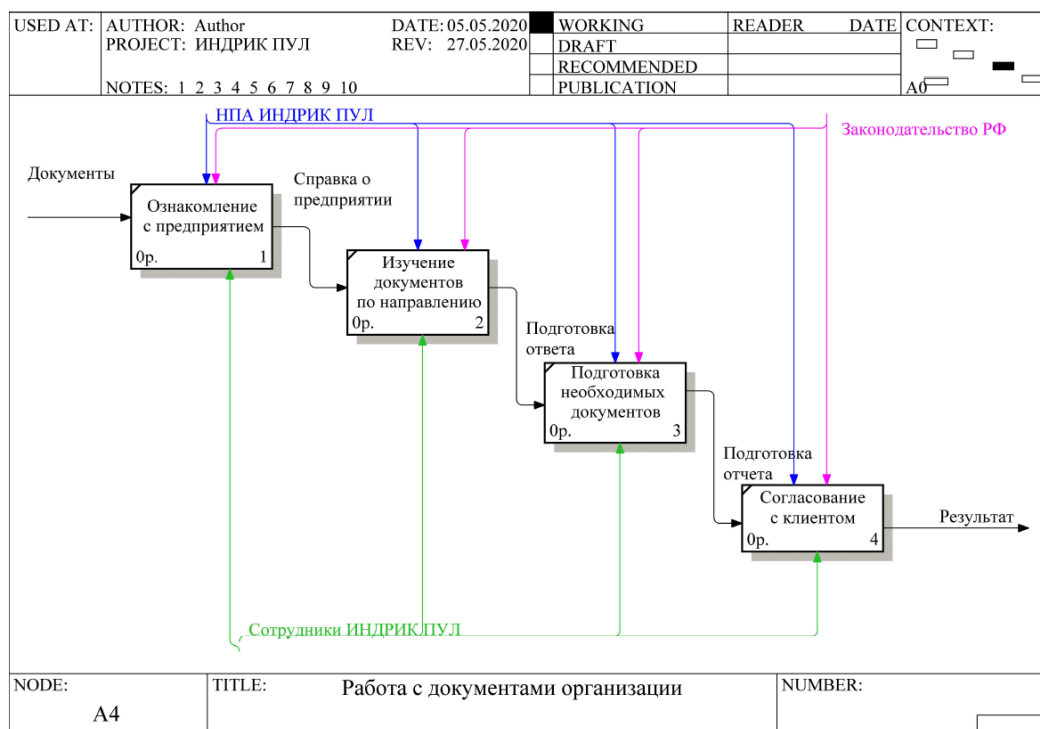 USED AT:
AUTHOR: Author
DATE: 05.05.2020
PROJECT: ИНДРИК ПУЛ
REV: 27.05.2020
NOTES: 1 2 3 4 5 6 7 8 9 10
WORKING
DRAFT
RECOMMENDED
PUBLICATION
READER DATE
CONTEXT:
A0
НПА ИНДРИК ПУЛ
Законодательство РФ
Документы
Ознакомление
с предприятием
0р. 1
Справка о
предприятии
Изучение
документов
по направлению
0р. 2
Подготовка
ответа
Подготовка
необходимых
документов
0р. 3
Подготовка
отчета
Согласование
с клиентом
0р. 4
Результат
Сотрудники ИНДРИК ПУЛ
NODE:
A4
TITLE:
Работа с документами организации
NUMBER: